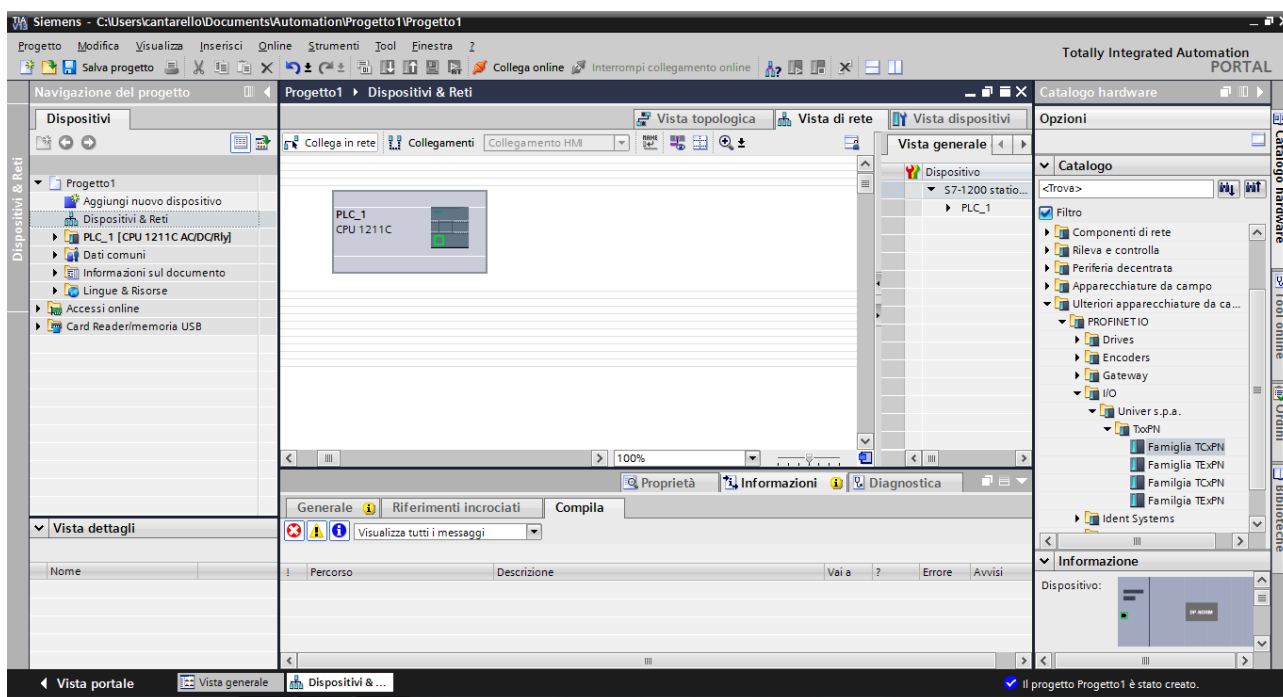 Siemens - C:\Users\cantarello\Documents\Automation\Progetto1\Progetto1
Progetto Modifica Visualizza Inserisci Online Strumenti Tool Finestra ?
Totally Integrated Automation
PORTAL
Salva progetto
Collega online
Interrompi collegamento online
Navigazione del progetto
Dispositivi
Dispositivi & Reti
Progetto1
Aggiungi nuovo dispositivo
Dispositivi & Reti
PLC_1 [CPU 1211C AC/DC/Rly]
Dati comuni
Informazioni sul documento
Lingue & Risorse
Accessi online
Card Reader/memoria USB
Vista dettagli
Nome
Progetto1 Dispositivi & Reti
Vista topologica
Vista di rete
Vista dispositivi
Collega in rete
Collegamenti
Collegamento HMI
Vista generale
Dispositivo
S7-1200 statio...
PLC_1
PLC_1
CPU 1211C
100%
Proprietà
Informazioni
Diagnostica
Generale
Riferimenti incrociati
Compila
Visualizza tutti i messaggi
! Percorso Descrizione Vai a ? Errore Avvisi
Catalogo hardware
Opzioni
Catalogo
<Trova>
Filtro
Componenti di rete
Rileva e controlla
Periferia decentrata
Apparecchiature da campo
Ulteriori apparecchiature da ca...
PROFINET IO
Drives
Encoders
Gateway
I/O
Univer s.p.a.
TxxPN
Famiglia TCxPN
Famiglia TExPN
Familgia TCxPN
Familgia TExPN
Ident Systems
Informazione
Dispositivo:
DP-NORM
Catalogo hardware
Tool online
Ordini
Biblioteche
Vista portale
Vista generale
Dispositivi & ...
Il progetto Progetto1 è stato creato.